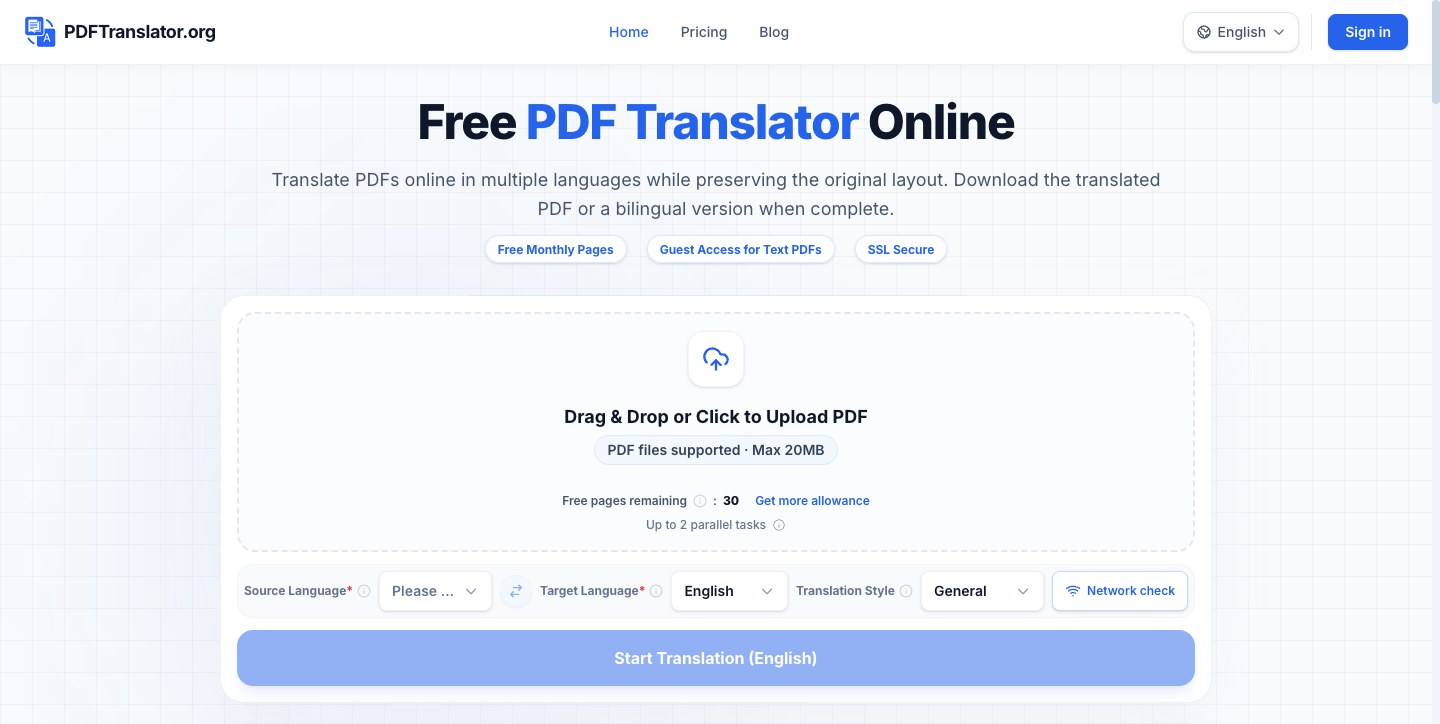 PDFTranslator.org
Home
Pricing
Blog
English
Sign in
Free PDF Translator Online
Translate PDFs online in multiple languages while preserving the original layout. Download the translated
PDF or a bilingual version when complete.
Free Monthly Pages
Guest Access for Text PDFs
SSL Secure
Drag & Drop or Click to Upload PDF
PDF files supported · Max 20MB
Free pages remaining : 30 Get more allowance
Up to 2 parallel tasks
Source Language* Please ... Target Language* English Translation Style General Network check
Start Translation (English)